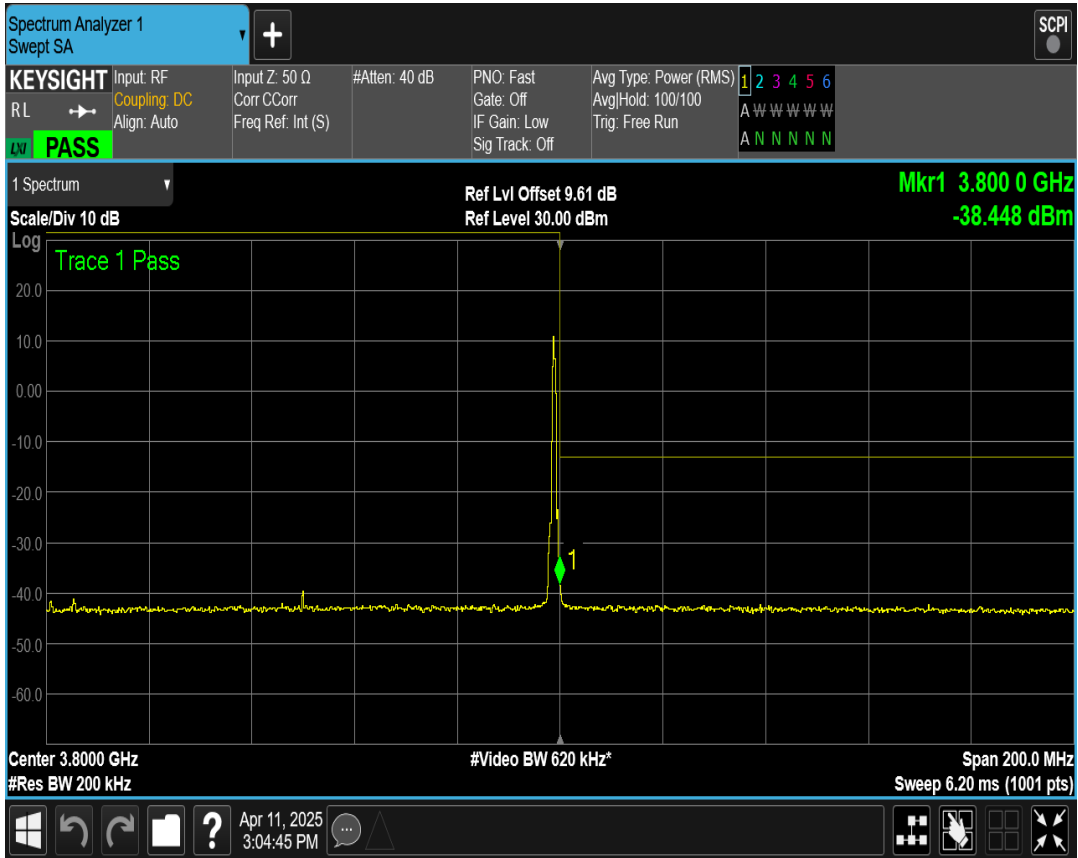 Spectrum Analyzer 1
Swept SA
+
SCPI
KEYSIGHT
R L
LXI PASS
Input: RF
Coupling: DC
Align: Auto
Input Z: 50 Ω
Corr CCorr
Freq Ref: Int (S)
#Atten: 40 dB
PNO: Fast
Gate: Off
IF Gain: Low
Sig Track: Off
Avg Type: Power (RMS)
Avg|Hold: 100/100
Trig: Free Run
1 2 3 4 5 6
A W W W W W
A N N N N N
1 Spectrum
Scale/Div 10 dB
Ref Lvl Offset 9.61 dB
Ref Level 30.00 dBm
Mkr1 3.800 0 GHz
-38.448 dBm
Log
Trace 1 Pass
20.0
10.0
0.00
-10.0
-20.0
-30.0
1
-40.0
-50.0
-60.0
Center 3.8000 GHz
#Video BW 620 kHz*
Span 200.0 MHz
#Res BW 200 kHz
Sweep 6.20 ms (1001 pts)
?
Apr 11, 2025
3:04:45 PM